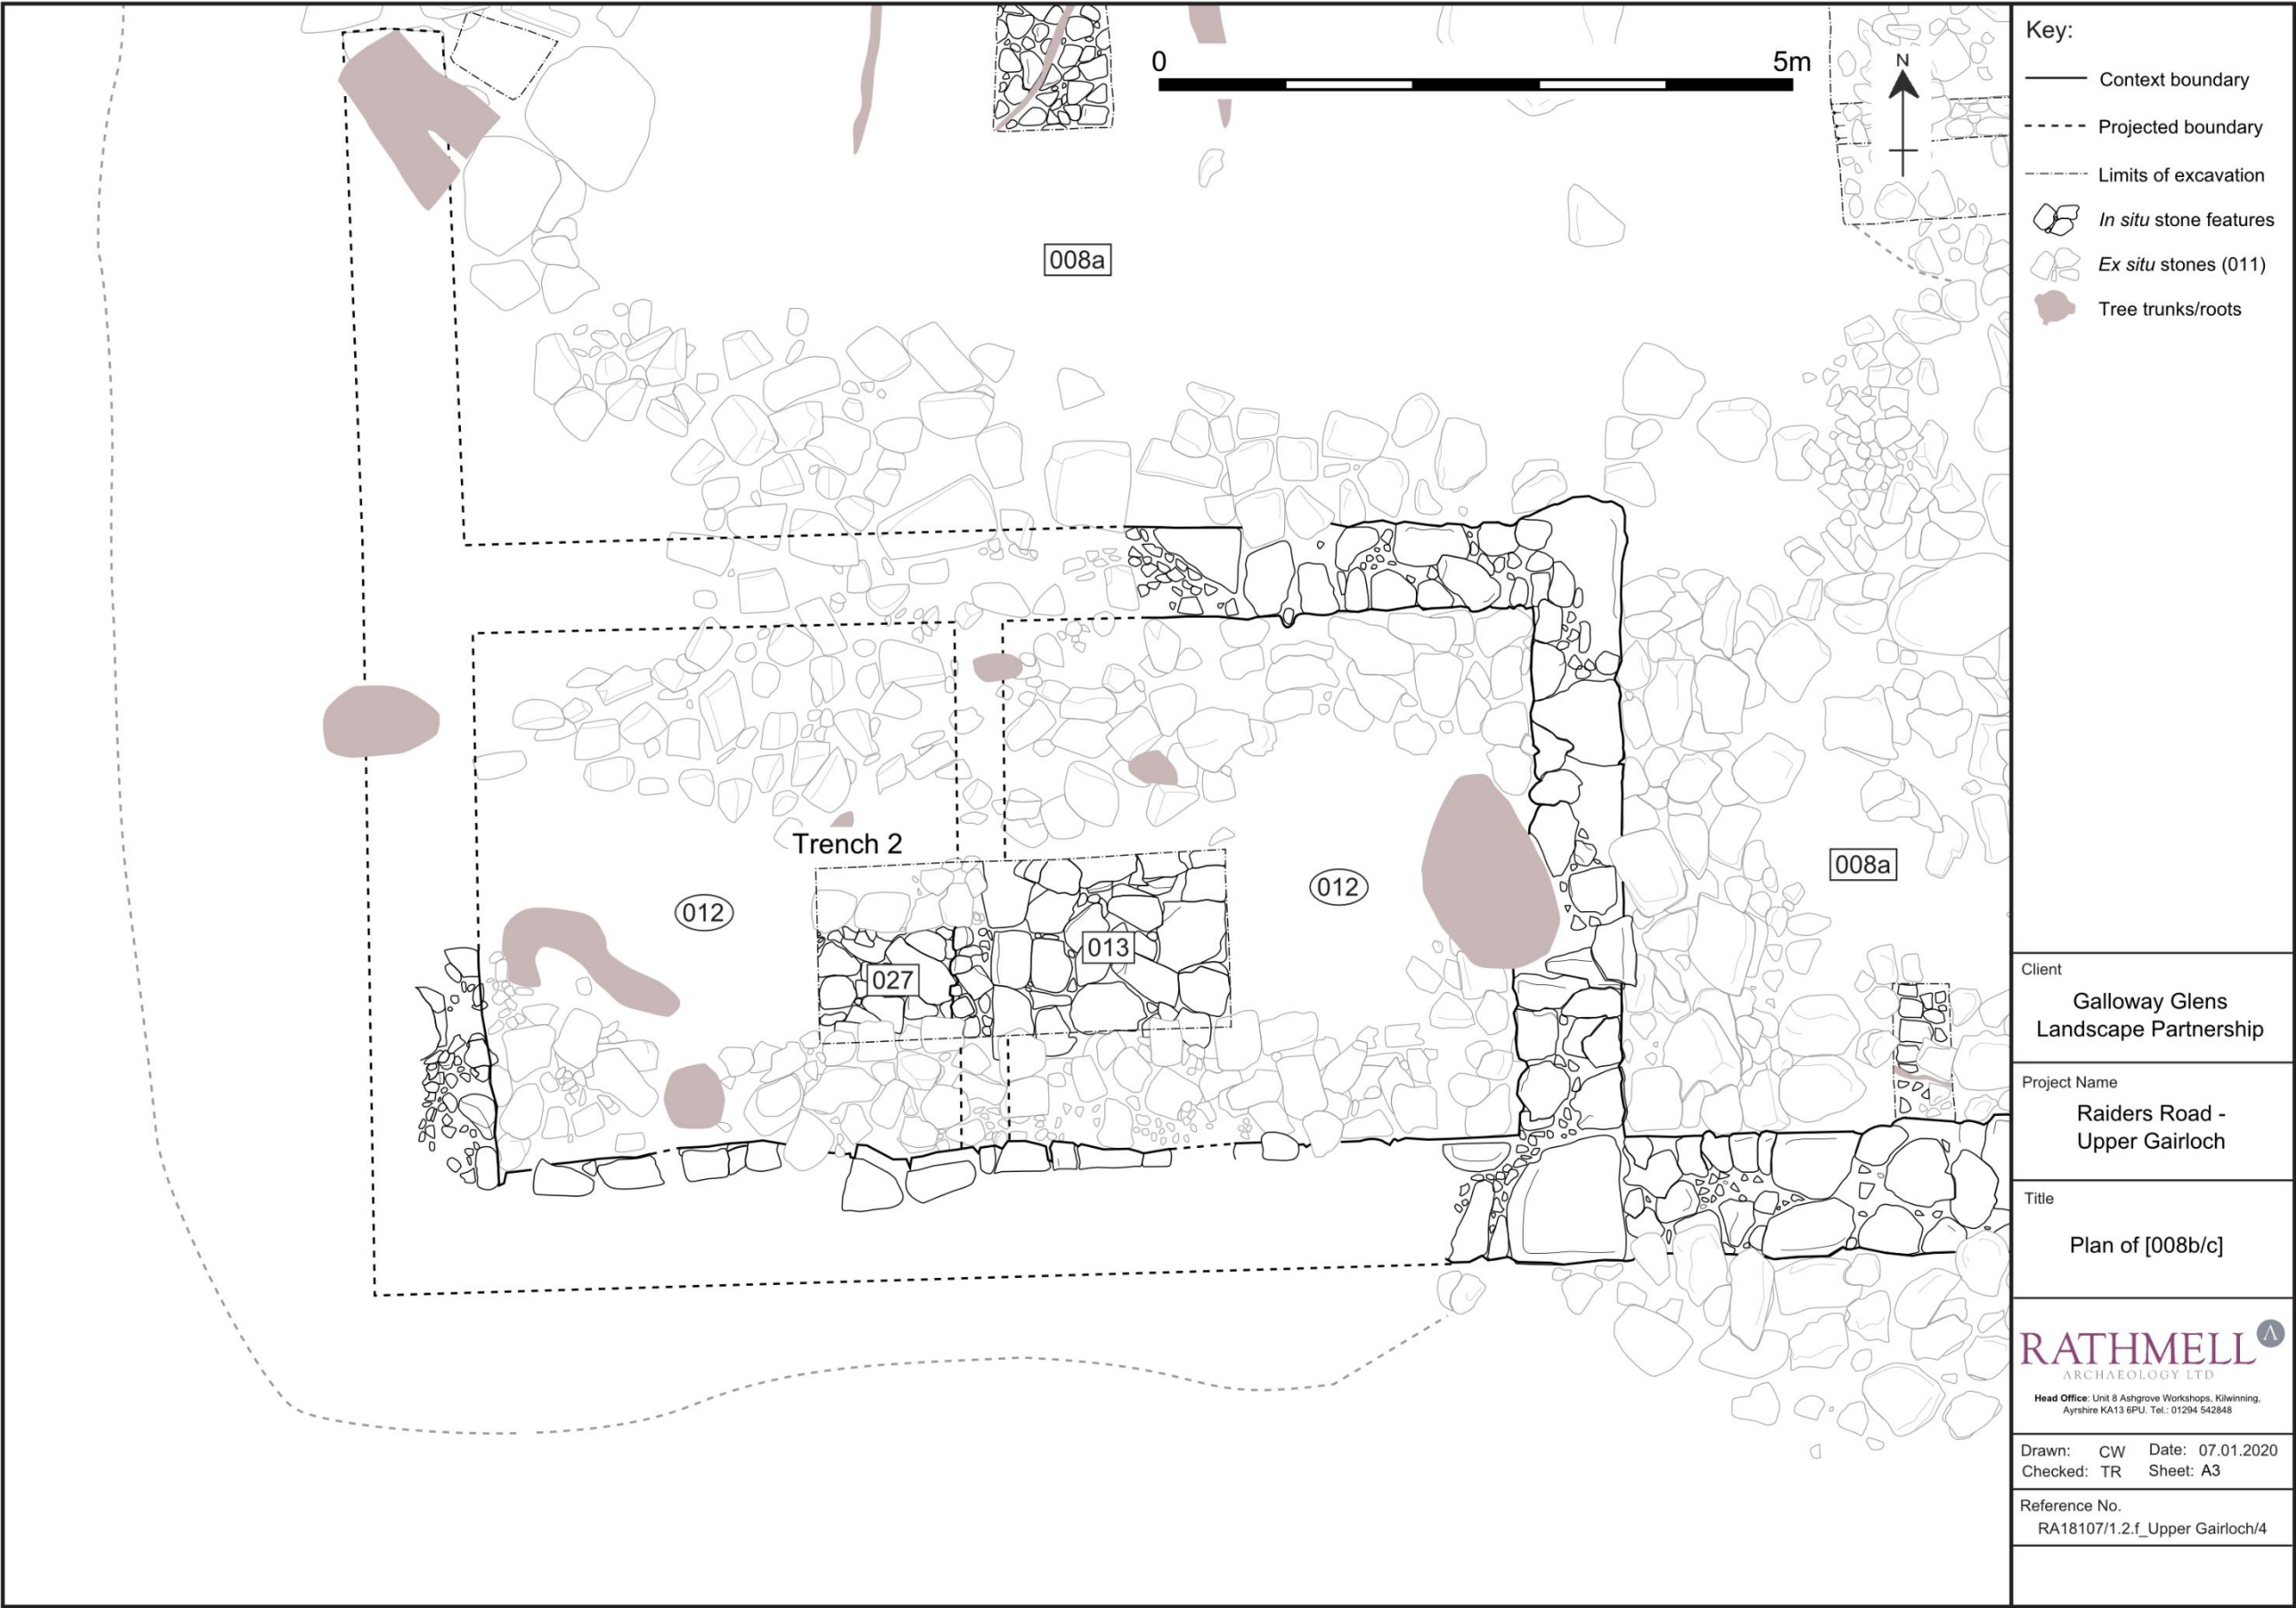 0
5m
N
008a
Trench 2
012
012
008a
013
027
Key:
Context boundary
Projected boundary
Limits of excavation
In situ stone features
Ex situ stones (011)
Tree trunks/roots
Client
Galloway Glens
Landscape Partnership
Project Name
Raiders Road -
Upper Gairloch
Title
Plan of [008b/c]
RATHMELL Λ
ARCHÆOLOGY LTD
Head Office: Unit 8 Ashgrove Workshops, Kilwinning,
Ayrshire KA13 6PU. Tel.: 01294 542848
Drawn: CW Date: 07.01.2020
Checked: TR Sheet: A3
Reference No.
RA18107/1.2.f_Upper Gairloch/4